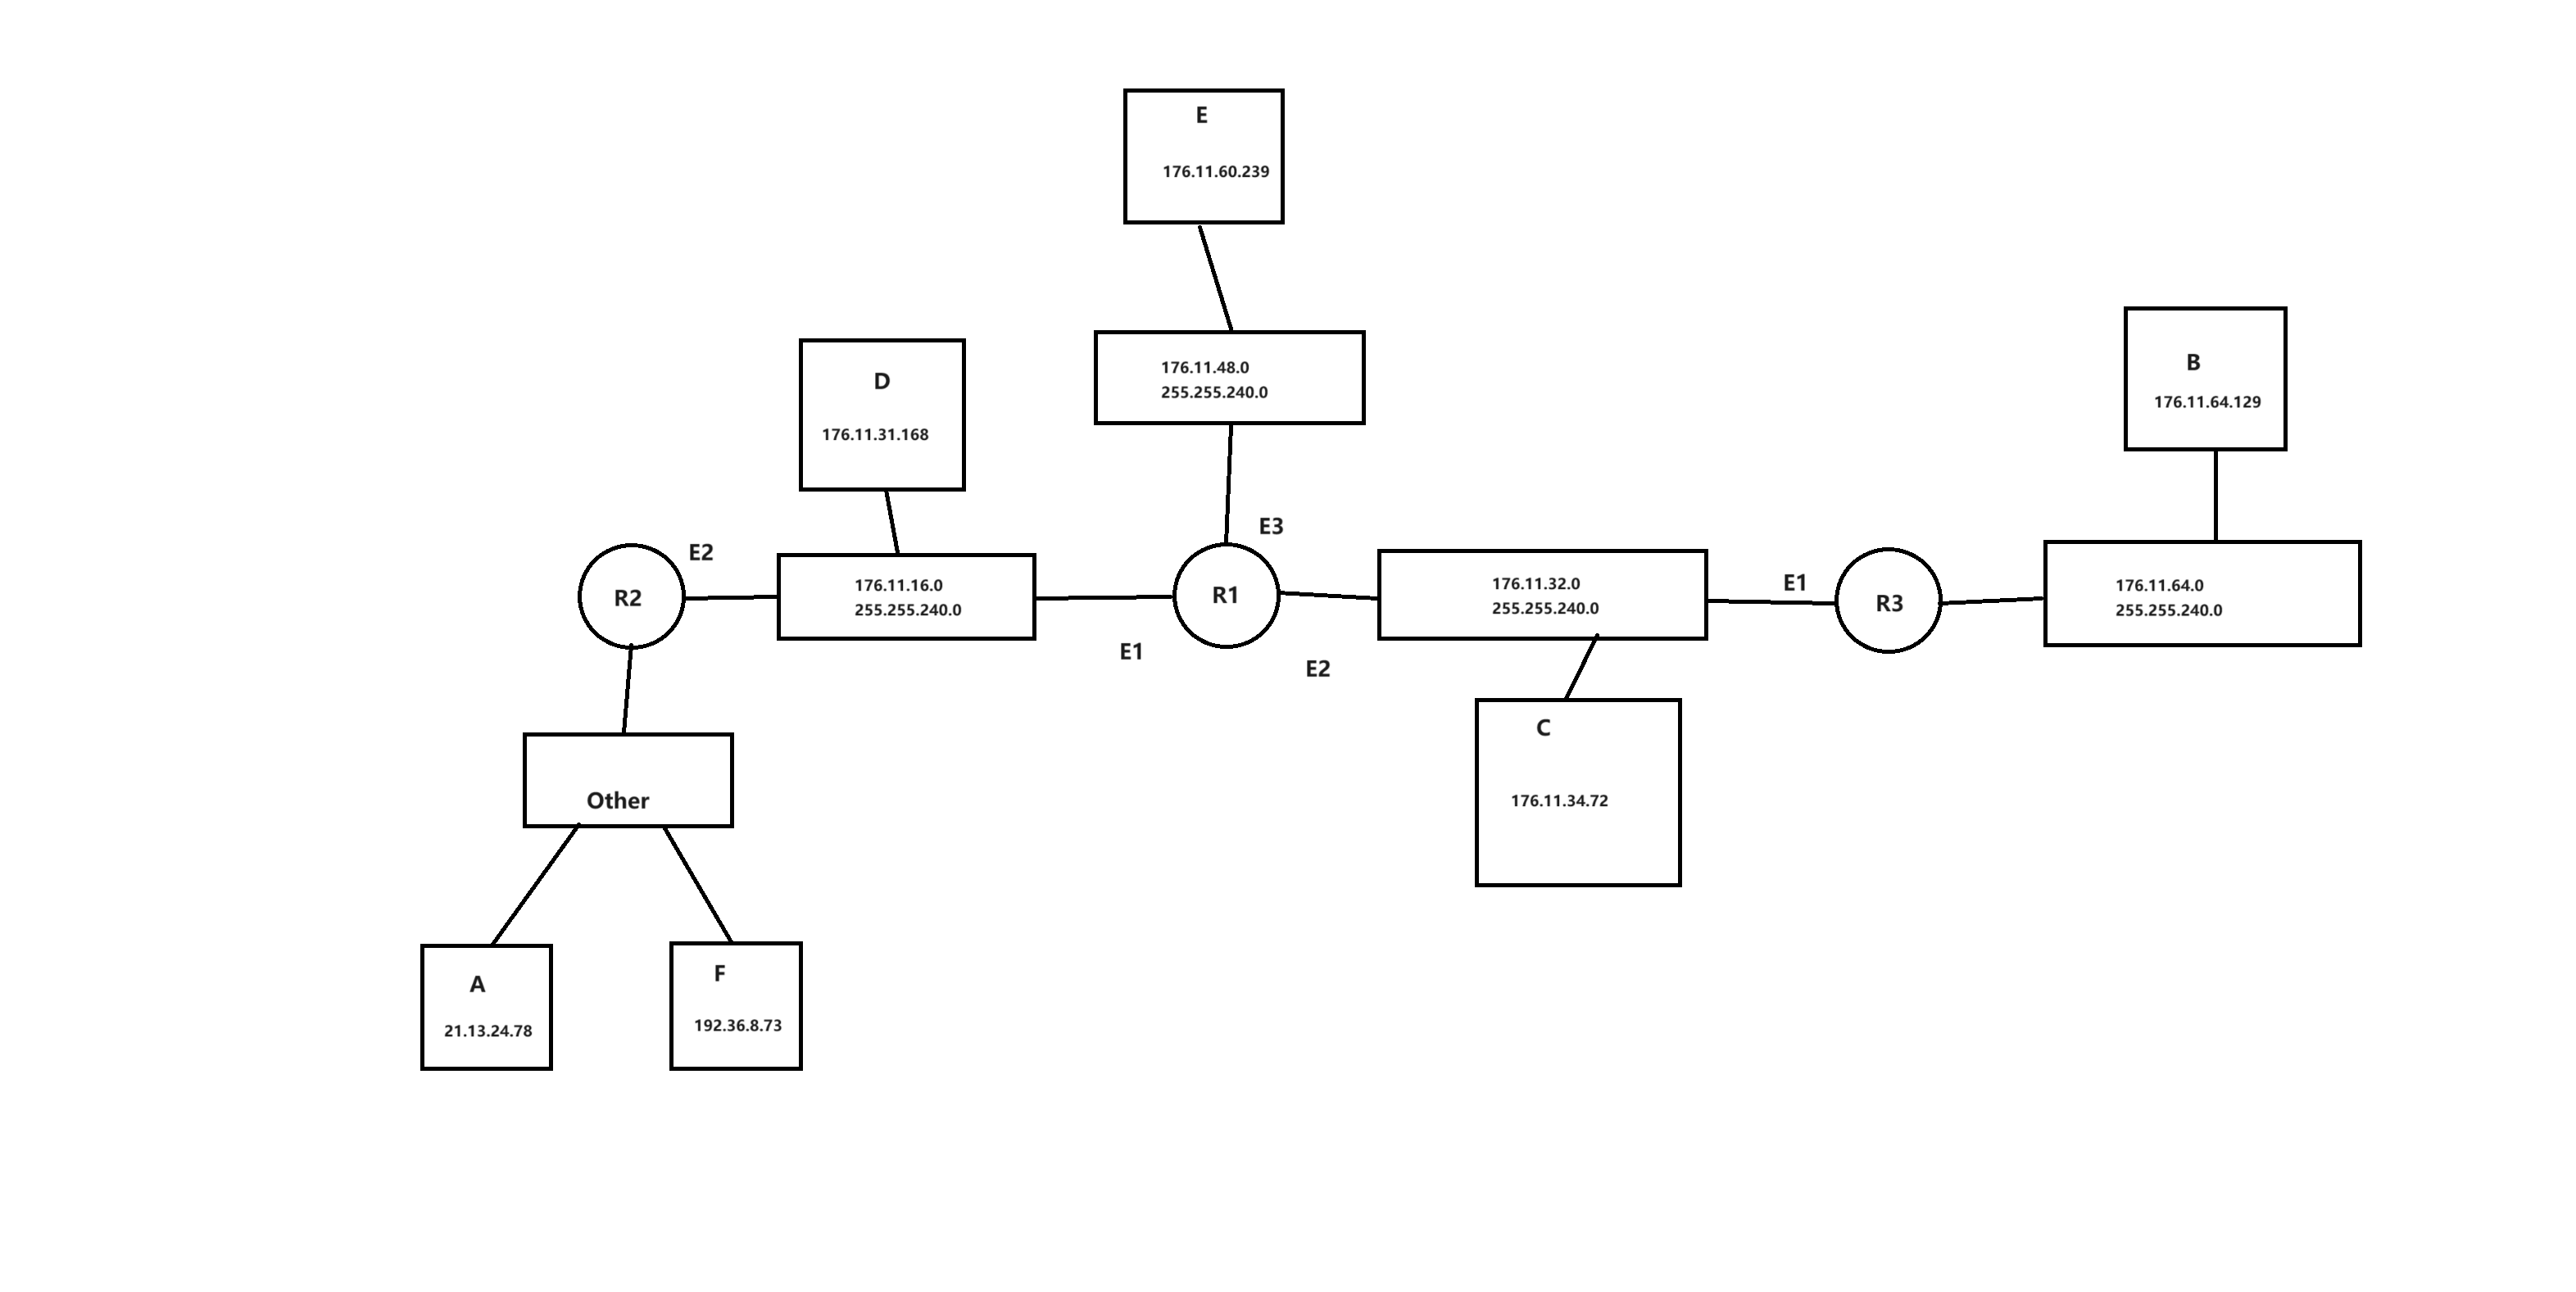 E
176.11.60.239
176.11.48.0
255.255.240.0
B
176.11.64.129
D
176.11.31.168
E3
E2
R2
176.11.16.0
255.255.240.0
E1
R1
E2
176.11.32.0
255.255.240.0
E1
R3
176.11.64.0
255.255.240.0
C
176.11.34.72
Other
A
21.13.24.78
F
192.36.8.73